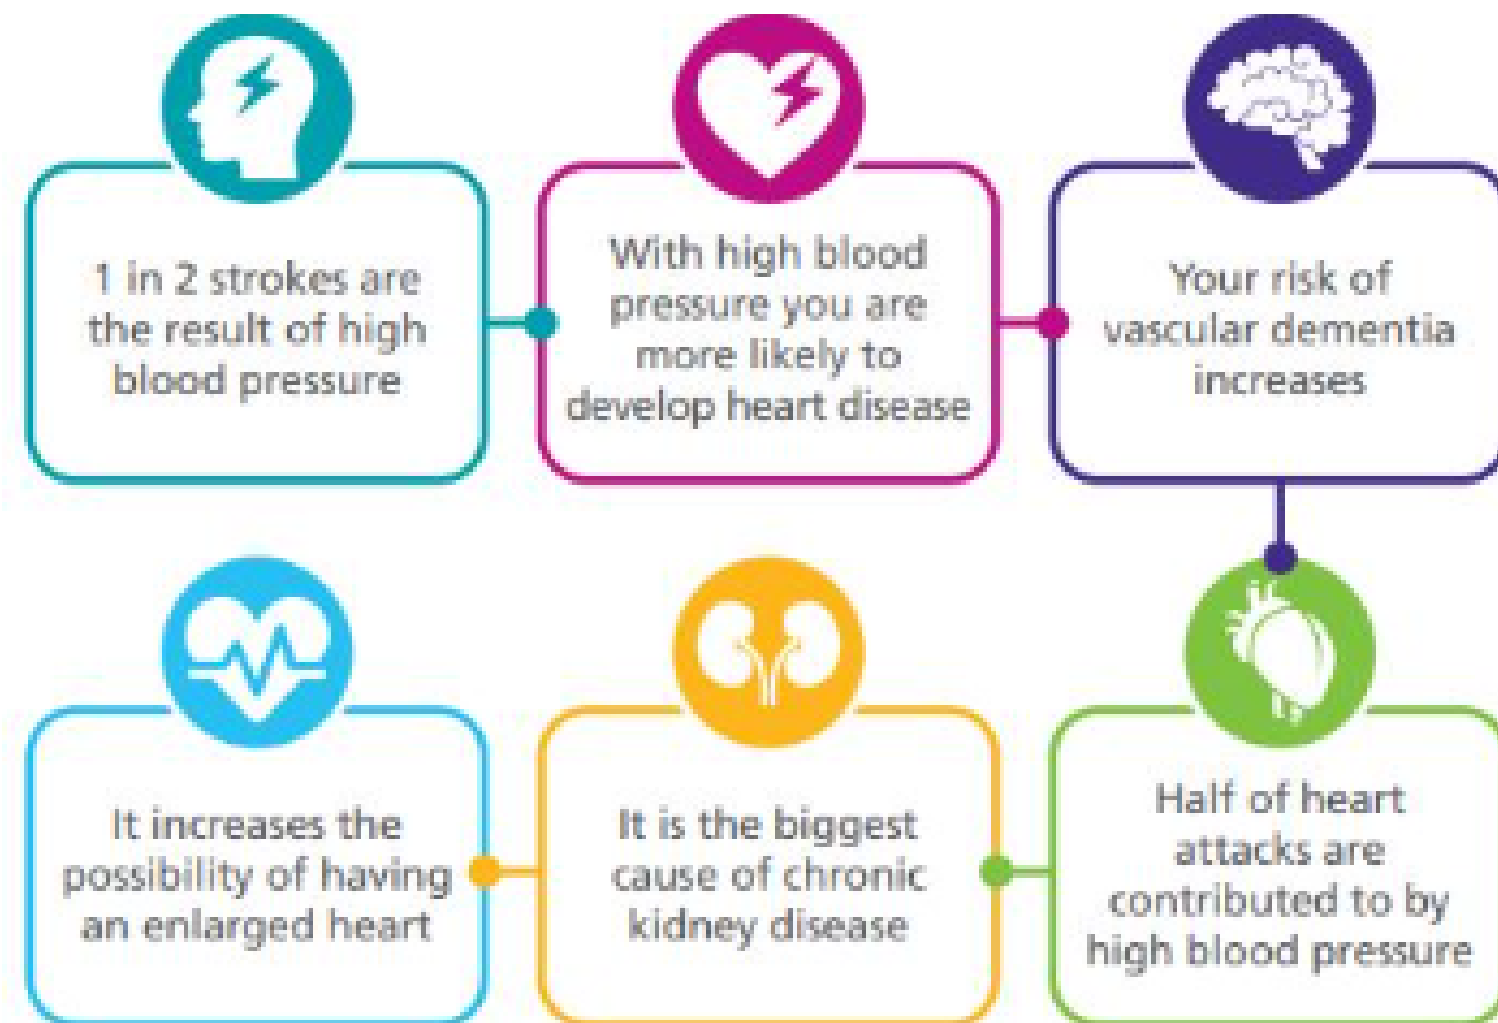 1 in 2 strokes are
the result of high
blood pressure
With high blood
pressure you are
more likely to
develop heart disease
Your risk of
vascular dementia
increases
Half of heart
attacks are
contributed to by
high blood pressure
It is the biggest
cause of chronic
kidney disease
It increases the
possibility of having
an enlarged heart